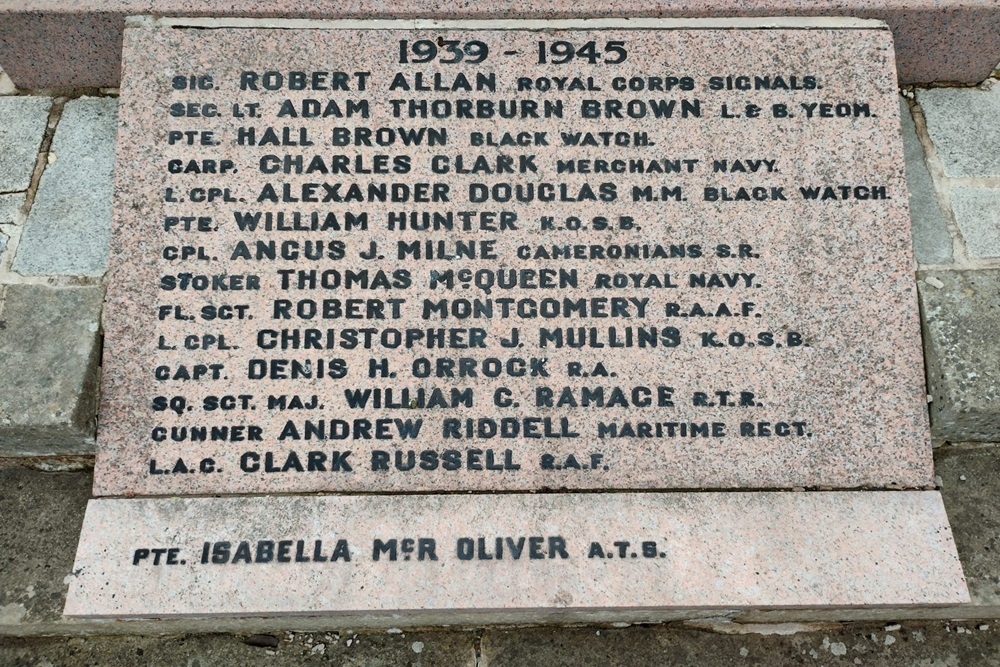 1939 - 1945
SIG. ROBERT ALLAN ROYAL CORPS SIGNALS.
SEC. LT. ADAM THORBURN BROWN L. & B. YEOM.
PTE. HALL BROWN BLACK WATCH.
CARP. CHARLES CLARK MERCHANT NAVY.
L. CPL. ALEXANDER DOUGLAS M.M. BLACK WATCH.
PTE. WILLIAM HUNTER K.O.S.B.
CPL. ANGUS J. MILNE CAMERONIANS S.R.
STOKER THOMAS McQUEEN ROYAL NAVY.
FL. SGT. ROBERT MONTGOMERY R.A.A.F.
L. CPL. CHRISTOPHER J. MULLINS K.O.S.B.
CAPT. DENIS H. ORROCK R.A.
SQ. SGT. MAJ. WILLIAM G. RAMAGE R.T.R.
GUNNER ANDREW RIDDELL MARITIME REGT.
L.A.C. CLARK RUSSELL R.A.F.
PTE. ISABELLA McR OLIVER A.T.S.